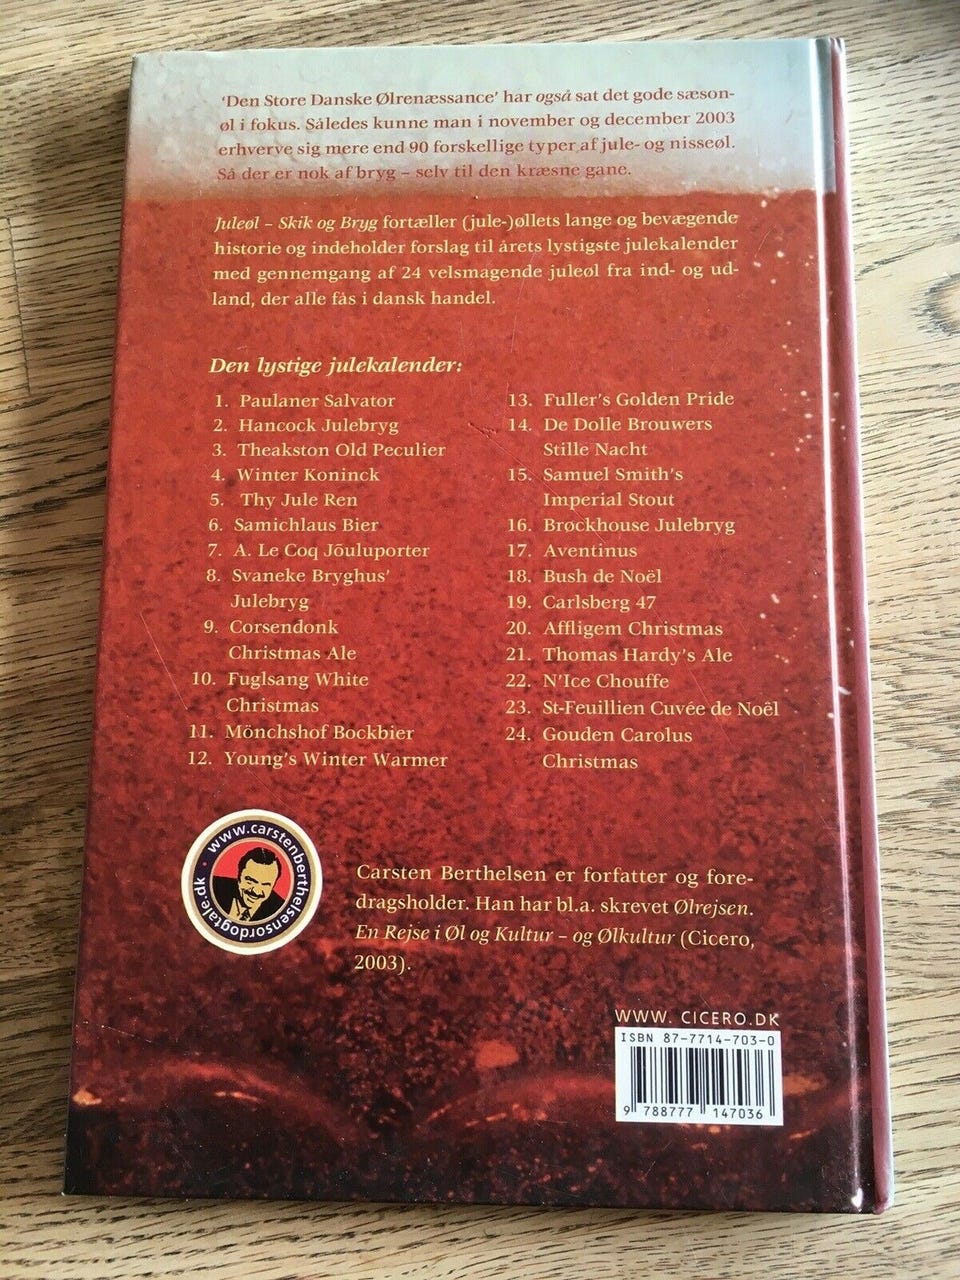 ‘Den Store Danske Ølrenæssance’ har også sat det gode sæson-
øl i fokus. Således kunne man i november og december 2003
erhverve sig mere end 90 forskellige typer af jule- og nisseøl.
Så der er nok af bryg – selv til den kræsne gane.
Juleøl – Skik og Bryg fortæller (jule-)øllets lange og bevægende
historie og indeholder forslag til årets lystigste julekalender
med gennemgang af 24 velsmagende juleøl fra ind- og ud-
land, der alle fås i dansk handel.
Den lystige julekalender:
1. Paulaner Salvator
2. Hancock Julebryg
3. Theakston Old Peculier
4. Winter Koninck
5. Thy Jule Ren
6. Samichlaus Bier
7. A. Le Coq Jõuluporter
8. Svaneke Bryghus’
Julebryg
9. Corsendonk
Christmas Ale
10. Fuglsang White
Christmas
11. Mönchshof Bockbier
12. Young’s Winter Warmer
13. Fuller’s Golden Pride
14. De Dolle Brouwers
Stille Nacht
15. Samuel Smith’s
Imperial Stout
16. Brøckhouse Julebryg
17. Aventinus
18. Bush de Noël
19. Carlsberg 47
20. Affligem Christmas
21. Thomas Hardy’s Ale
22. N’Ice Chouffe
23. St-Feuillien Cuvée de Noël
24. Gouden Carolus
Christmas
www.carstenberthelsensordogtale.dk
Carsten Berthelsen er forfatter og fore-
dragsholder. Han har bl.a. skrevet Ølrejsen.
En Rejse i Øl og Kultur – og Ølkultur (Cicero,
2003).
WWW. CICERO.DK
ISBN 87-7714-703-0
9 788777 147036